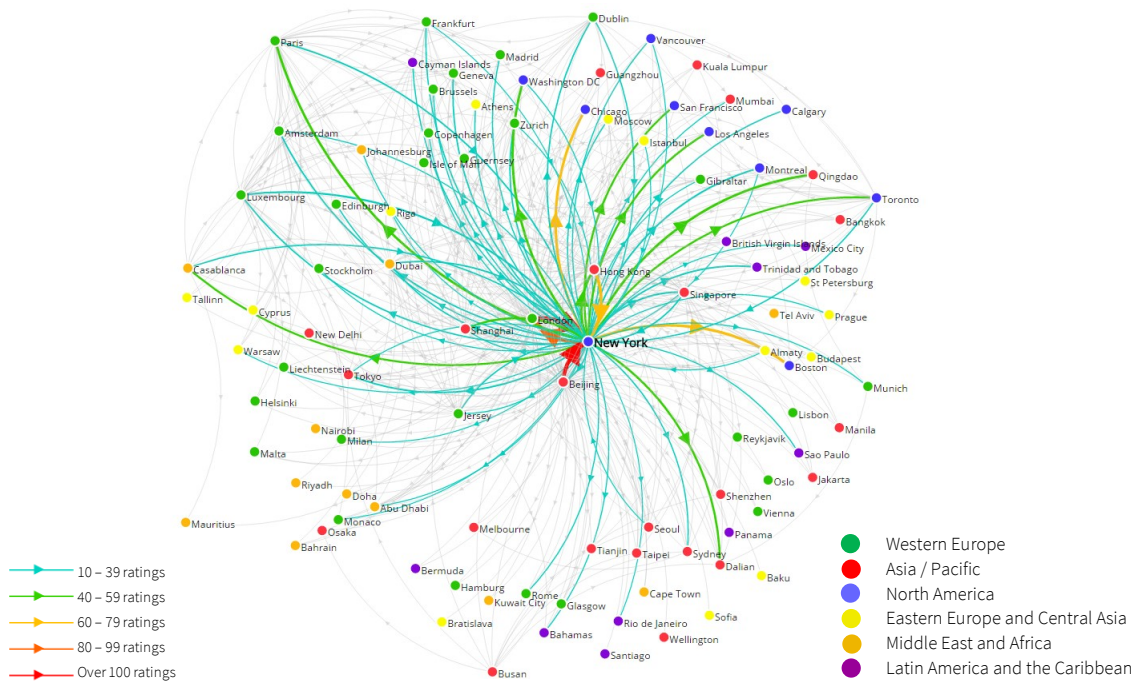 Frankfurt
Dublin
Paris
Vancouver
Madrid
Cayman Islands
Geneva
Kuala Lumpur
Guangzhou
Washington DC
Brussels
Mumbai
Athens
San Francisco
Chicago
Calgary
Moscow
Zurich
Amsterdam
Copenhagen
Los Angeles
Istanbul
Johannesburg
Guernsey
Isle of Man
Montreal
Qingdao
Gibraltar
Luxembourg
Toronto
Edinburgh
Riga
Bangkok
British Virgin Islands
Mexico City
Casablanca
Stockholm
Dubai
Hong Kong
Trinidad and Tobago
St Petersburg
Singapore
Tallinn
Cyprus
Tel Aviv
Prague
London
New Delhi
Shanghai
New York
Warsaw
Almaty
Budapest
Liechtenstein
Tokyo
Boston
Beijing
Munich
Helsinki
Jersey
Lisbon
Nairobi
Manila
Milan
Reykjavik
Malta
Sao Paulo
Riyadh
Oslo
Jakarta
Doha
Shenzhen
Abu Dhabi
Vienna
Mauritius
Monaco
Osaka
Melbourne
Seoul
Panama
Bahrain
Tianjin
Taipei
Sydney
Dalian
Bermuda
Baku
Hamburg
Rome
Cape Town
Kuwait City
Glasgow
Bratislava
Sofia
Rio de Janeiro
Bahamas
Wellington
Santiago
Busan
10 – 39 ratings
40 – 59 ratings
60 – 79 ratings
80 – 99 ratings
Over 100 ratings
Western Europe
Asia / Pacific
North America
Eastern Europe and Central Asia
Middle East and Africa
Latin America and the Caribbean